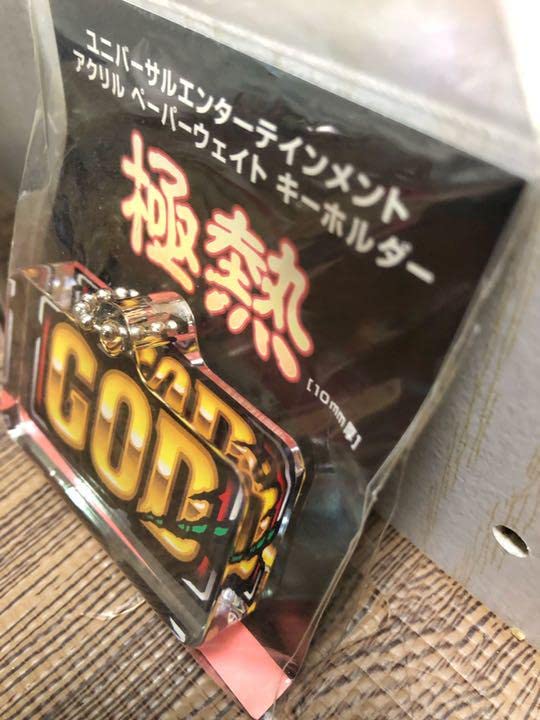 ユニバーサルエンターテインメント
アクリル ペーパーウェイト キーホルダー
極熱
[10mm厚]
GOD